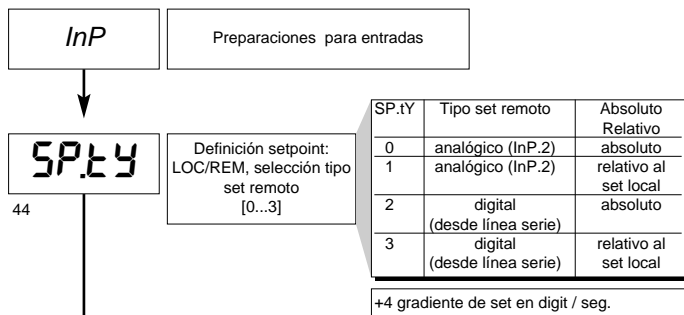 InP
Preparaciones para entradas
SP.tY
44
Definición setpoint:
LOC/REM, selección tipo
set remoto
[0...3]
SP.tY Tipo set remoto Absoluto
Relativo
0 analógico (InP.2) absoluto
1 analógico (InP.2) relativo al
set local
2 digital absoluto
(desde línea serie)
3 digital relativo al
(desde línea serie) set local
+4 gradiente de set en digit / seg.